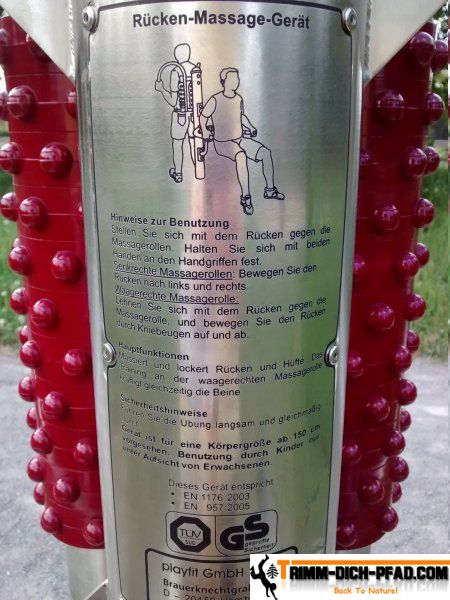 Rücken-Massage-Gerät
Hinweise zur Benutzung
Stellen Sie sich mit dem Rücken gegen die
Massagerollen. Halten Sie sich mit beiden
Händen an den Handgriffen fest.
Senkrechte Massagerollen: Bewegen Sie den
Rücken nach links und rechts.
Waagerechte Massagerolle:
Lehnen Sie sich mit dem Rücken gegen die
Massagerolle, und bewegen Sie den Rücken
durch Kniebeugen auf und ab.
Hauptfunktionen
Massiert und lockert Rücken und Hüfte. Das
Training an der waagerechten Massagerolle
kräftigt gleichzeitig die Beine
Sicherheitshinweise
Führen Sie die Übung langsam und gleichmäßig
durch.
Gerät ist für eine Körpergröße ab 150 cm
vorgesehen. Benutzung durch Kinder nur
unter Aufsicht von Erwachsenen.
Dieses Gerät entspricht
• EN 1176 2003
• EN 957 2005
TÜV
SÜD
GS
geprüfte
Sicherheit
playfit GmbH
Brauerknechtgra
TRIMM-DICH-PFAD.COM
Back To Nature!